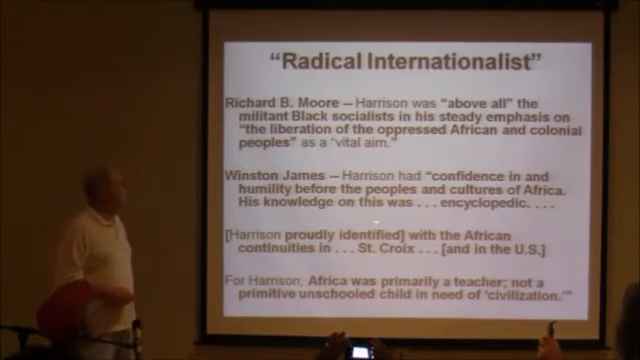 “Radical Internationalist”
Richard B. Moore – Harrison was “above all” the
militant Black socialists in his steady emphasis on
“the liberation of the oppressed African and colonial
peoples” as a “vital aim.”
Winston James – Harrison had “confidence in and
humility before the peoples and cultures of Africa.
His knowledge on this was . . . encyclopedic. . . .
[Harrison proudly identified] with the African
continuities in . . . St. Croix . . . [and in the U.S.]
For Harrison, Africa was primarily a teacher; not a
primitive unschooled child in need of ‘civilization.’”